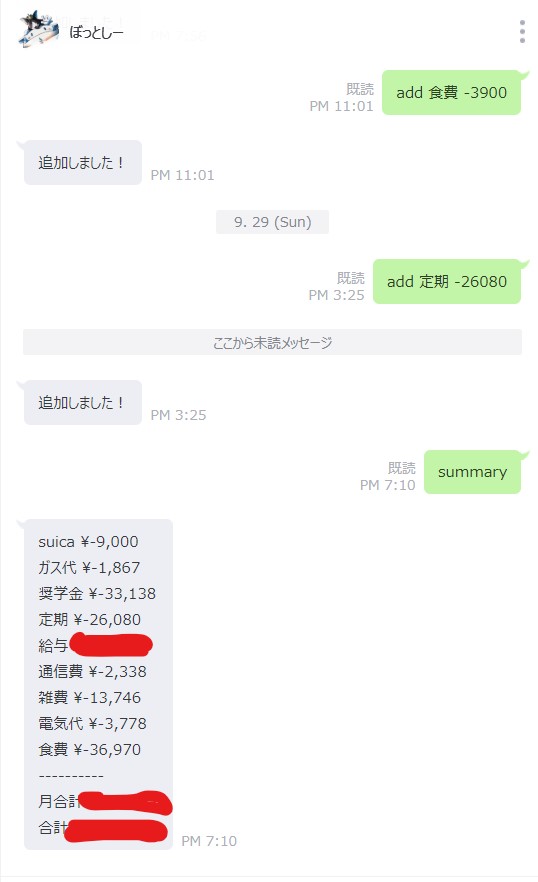 ぼっとしー
add 食費 -3900
既読
PM 11:01
追加しました！
PM 11:01
9. 29 (Sun)
add 定期 -26080
既読
PM 3:25
ここから未読メッセージ
追加しました！
PM 3:25
summary
既読
PM 7:10
suica ¥-9,000
ガス代 ¥-1,867
奨学金 ¥-33,138
定期 ¥-26,080
給与
通信費 ¥-2,338
雑費 ¥-13,746
電気代 ¥-3,778
食費 ¥-36,970
----------
月合計
合計
PM 7:10